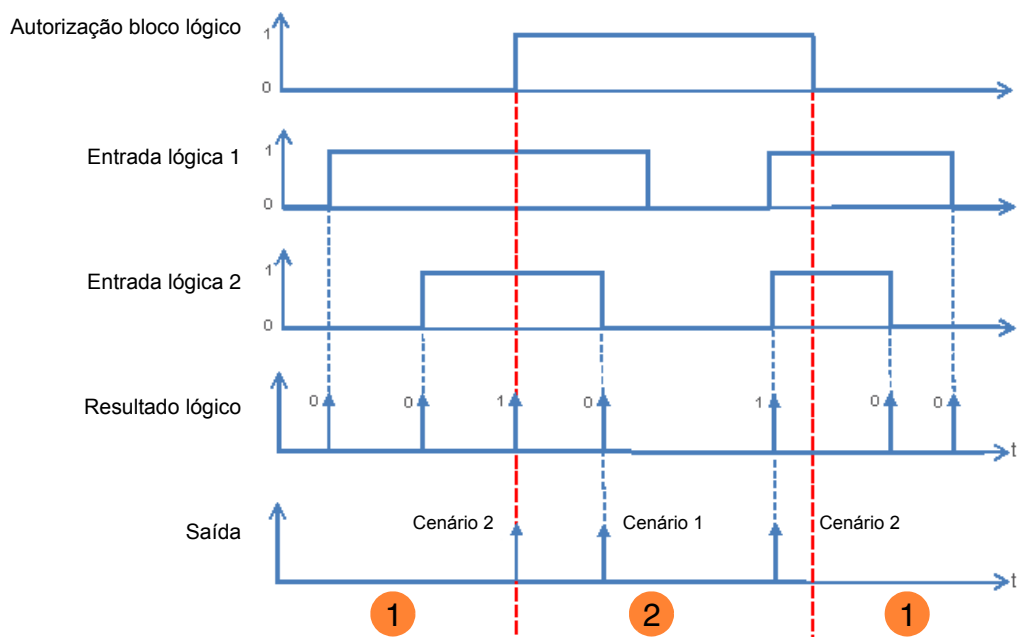 Autorização bloco lógico
1
0
Entrada lógica 1
1
0
Entrada lógica 2
1
0
Resultado lógico
0 0 1 0 1 0 0
t
Saída
Cenário 2 Cenário 1 Cenário 2
t
1 2 1